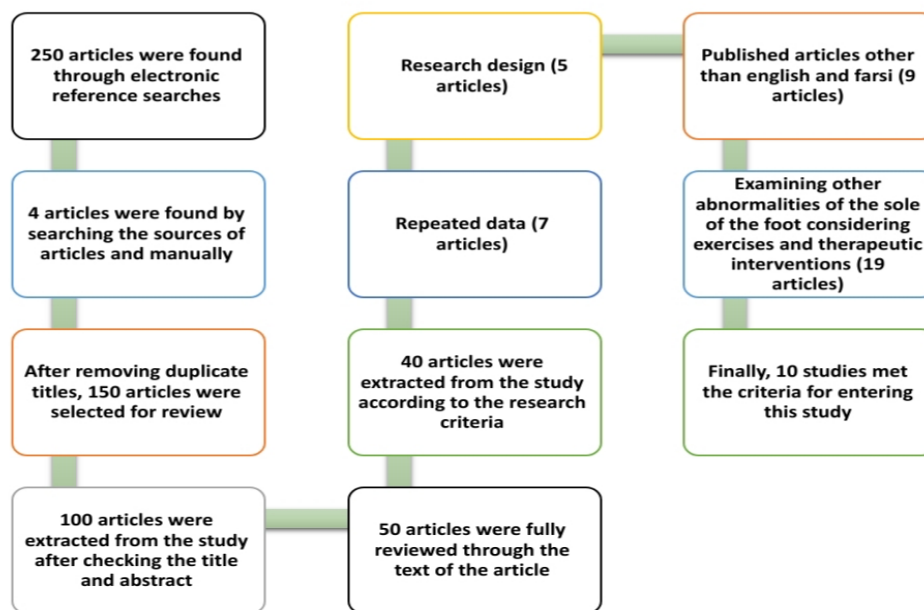 250 articles were found
through electronic
reference searches
4 articles were found by
searching the sources of
articles and manually
After removing duplicate
titles, 150 articles were
selected for review
100 articles were
extracted from the study
after checking the title
and abstract
50 articles were fully
reviewed through the
text of the article
40 articles were
extracted from the study
according to the research
criteria
Repeated data (7
articles)
Research design (5
articles)
Published articles other
than english and farsi (9
articles)
Examining other
abnormalities of the sole
of the foot considering
exercises and therapeutic
interventions (19
articles)
Finally, 10 studies met
the criteria for entering
this study